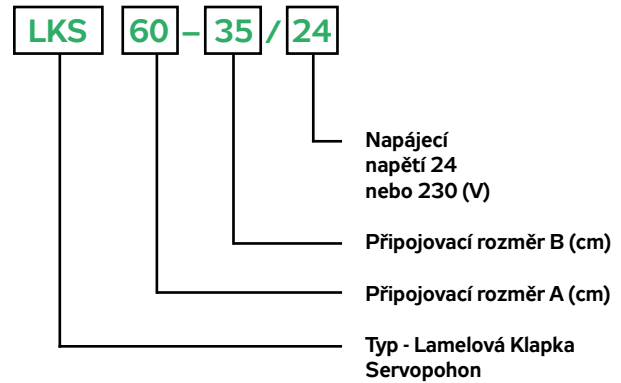 LKS 60 – 35 / 24
Napájecí
napětí 24
nebo 230 (V)
Připojovací rozměr B (cm)
Připojovací rozměr A (cm)
Typ - Lamelová Klapka
Servopohon